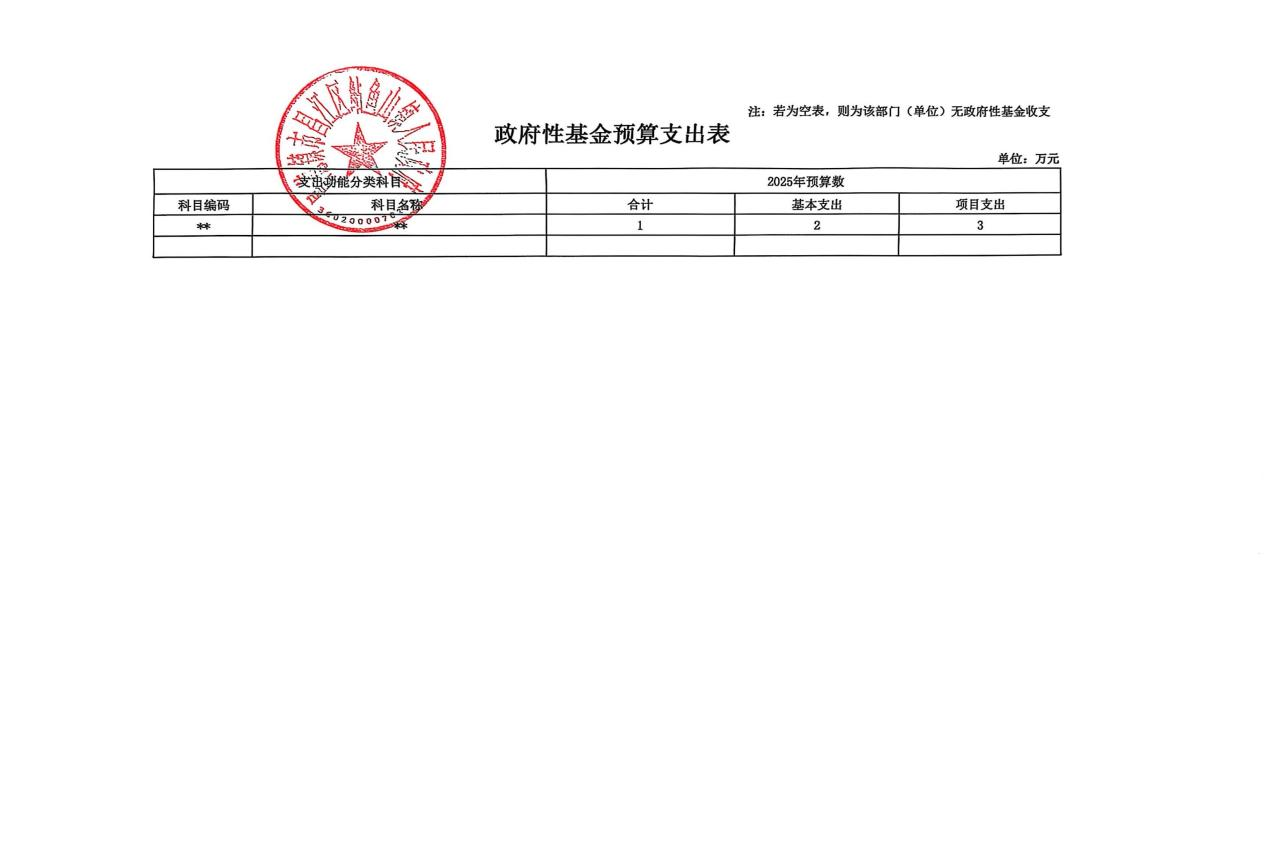 注：若为空表，则为该部门（单位）无政府性基金收支
政府性基金预算支出表
单位：万元
支出功能分类科目 2025年预算数
科目编码 科目名称 合计 基本支出 项目支出
** ** 1 2 3